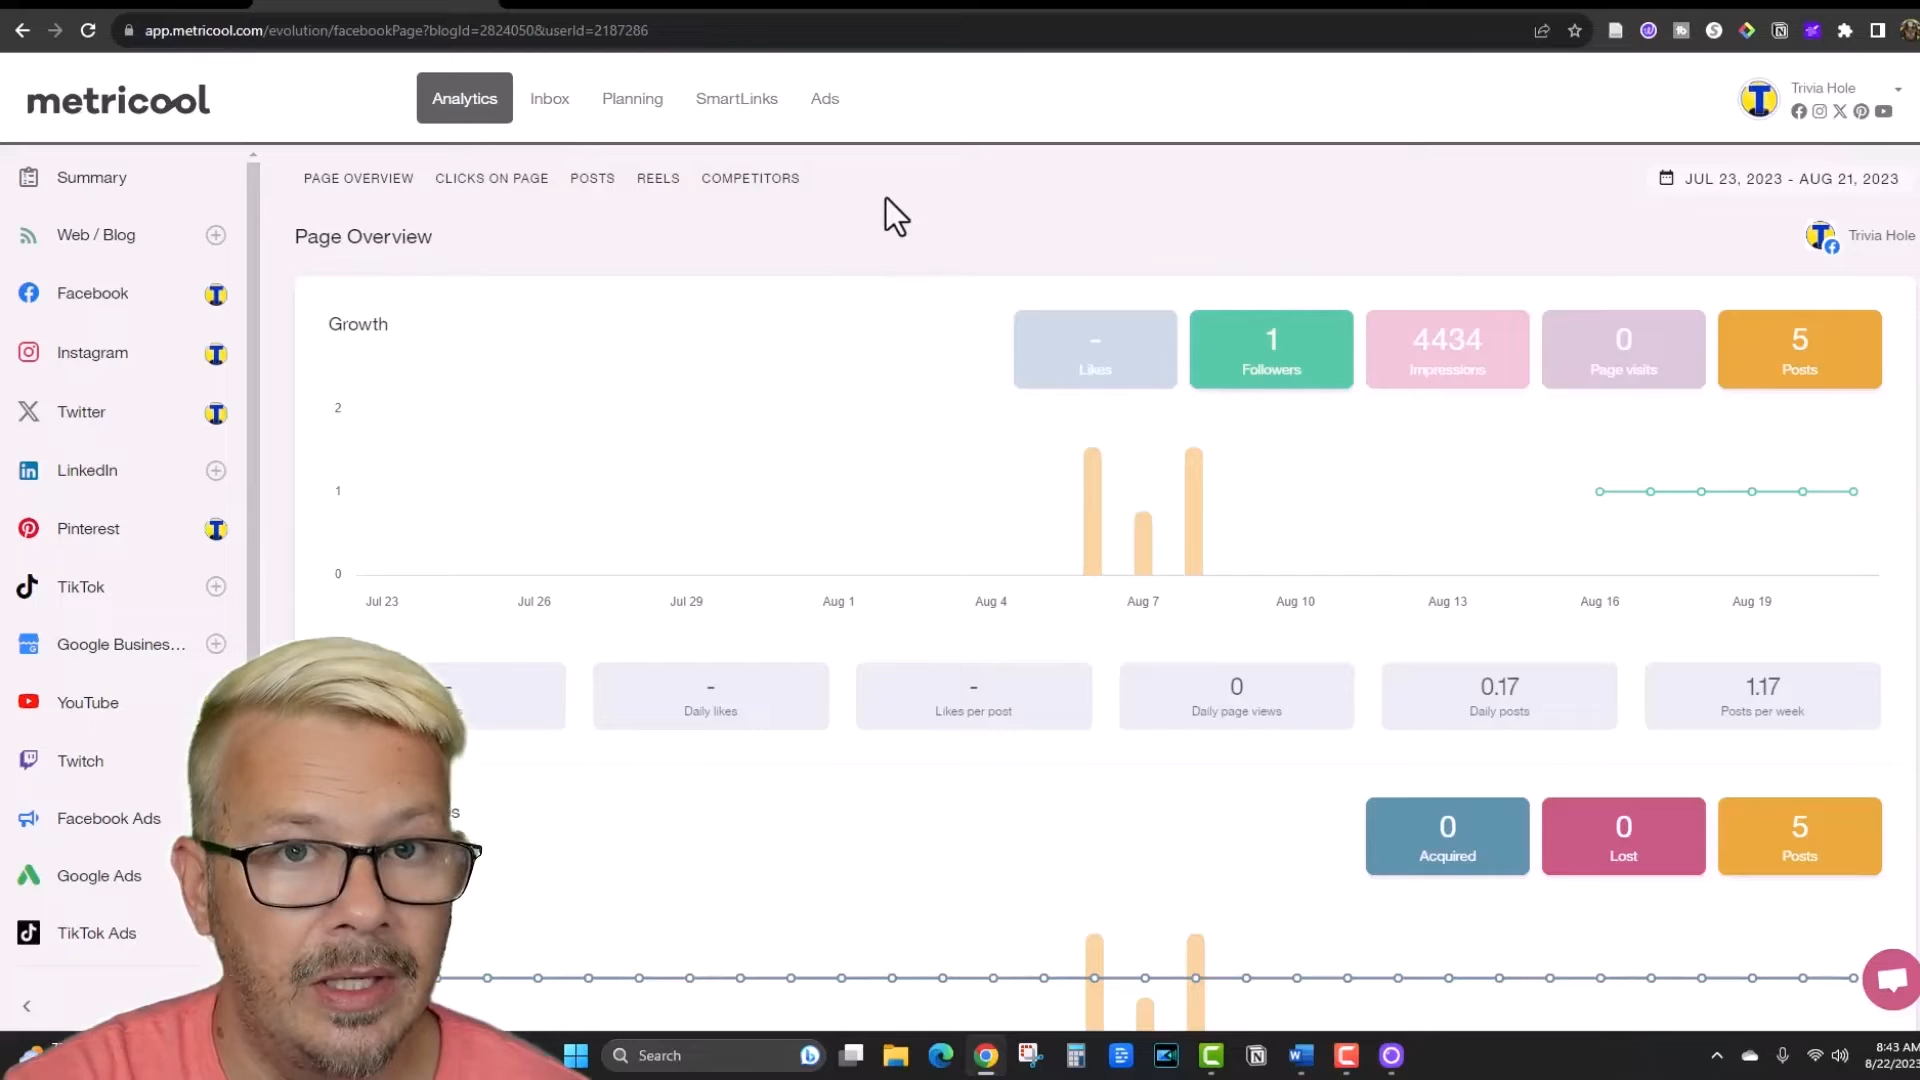 app.metricool.com/evolution/facebookPage?blogId=2824050&userId=2187286
metricool
Analytics
Inbox
Planning
SmartLinks
Ads
Trivia Hole
Summary
Web / Blog
Facebook
Instagram
Twitter
LinkedIn
Pinterest
TikTok
Google Busines...
YouTube
Twitch
Facebook Ads
Google Ads
TikTok Ads
PAGE OVERVIEW
CLICKS ON PAGE
POSTS
REELS
COMPETITORS
JUL 23, 2023 - AUG 21, 2023
Page Overview
Trivia Hole
Growth
-
Likes
1
Followers
4434
Impressions
0
Page visits
5
Posts
2
1
0
Jul 23
Jul 26
Jul 29
Aug 1
Aug 4
Aug 7
Aug 10
Aug 13
Aug 16
Aug 19
-
-
Daily likes
-
Likes per post
0
Daily page views
0.17
Daily posts
1.17
Posts per week
0
Acquired
0
Lost
5
Posts
Search
8:43 AM
8/22/2023